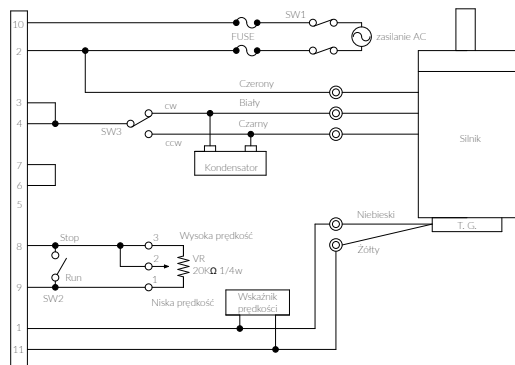 10
FUSE
SW1
zasilanie AC
2
Czerony
3
cw
Biały
4
SW3
Czarny
ccw
Kondensator
Silnik
7
6
5
Niebieski
T. G.
Żółty
8
Stop
3
Wysoka prędkość
2
VR
20KΩ 1/4w
Run
1
9
SW2
Niska prędkość
Wskaźnik
prędkości
1
11